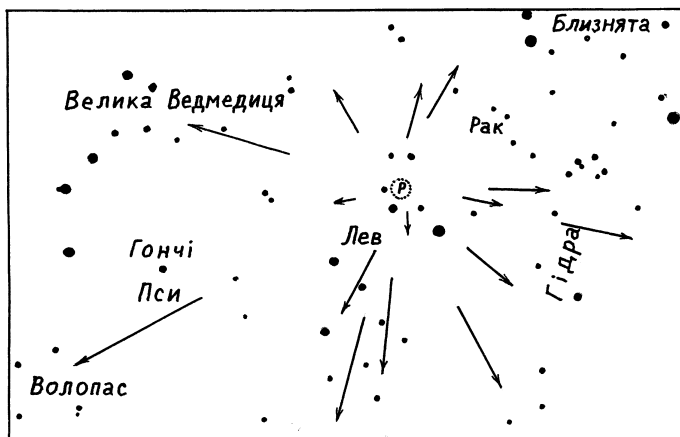 Близнята
Велика Ведмедиця
Рак
Р
Лев
Гідра
Гончі
Пси
Волопас